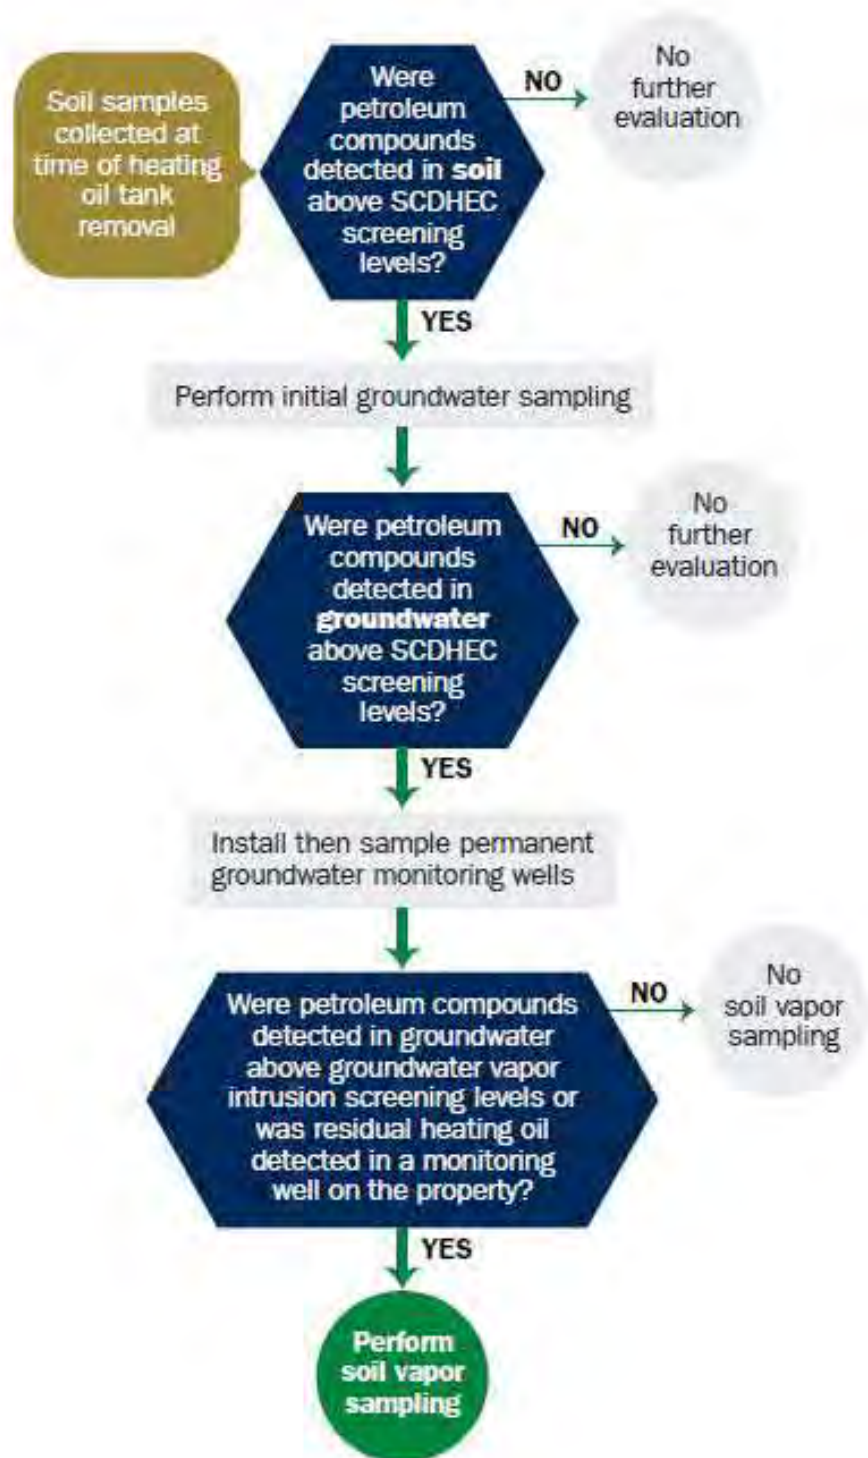 Soil samples
collected at
time of heating
oil tank
removal
Were
petroleum
compounds
detected in soil
above SCDHEC
screening
levels?
NO
No
further
evaluation
YES
Perform initial groundwater sampling
Were petroleum
compounds
detected in
groundwater
above SCDHEC
screening
levels?
NO
No
further
evaluation
YES
Install then sample permanent
groundwater monitoring wells
Were petroleum compounds
detected in groundwater
above groundwater vapor
intrusion screening levels or
was residual heating oil
detected in a monitoring
well on the property?
NO
No
soil vapor
sampling
YES
Perform
soil vapor
sampling